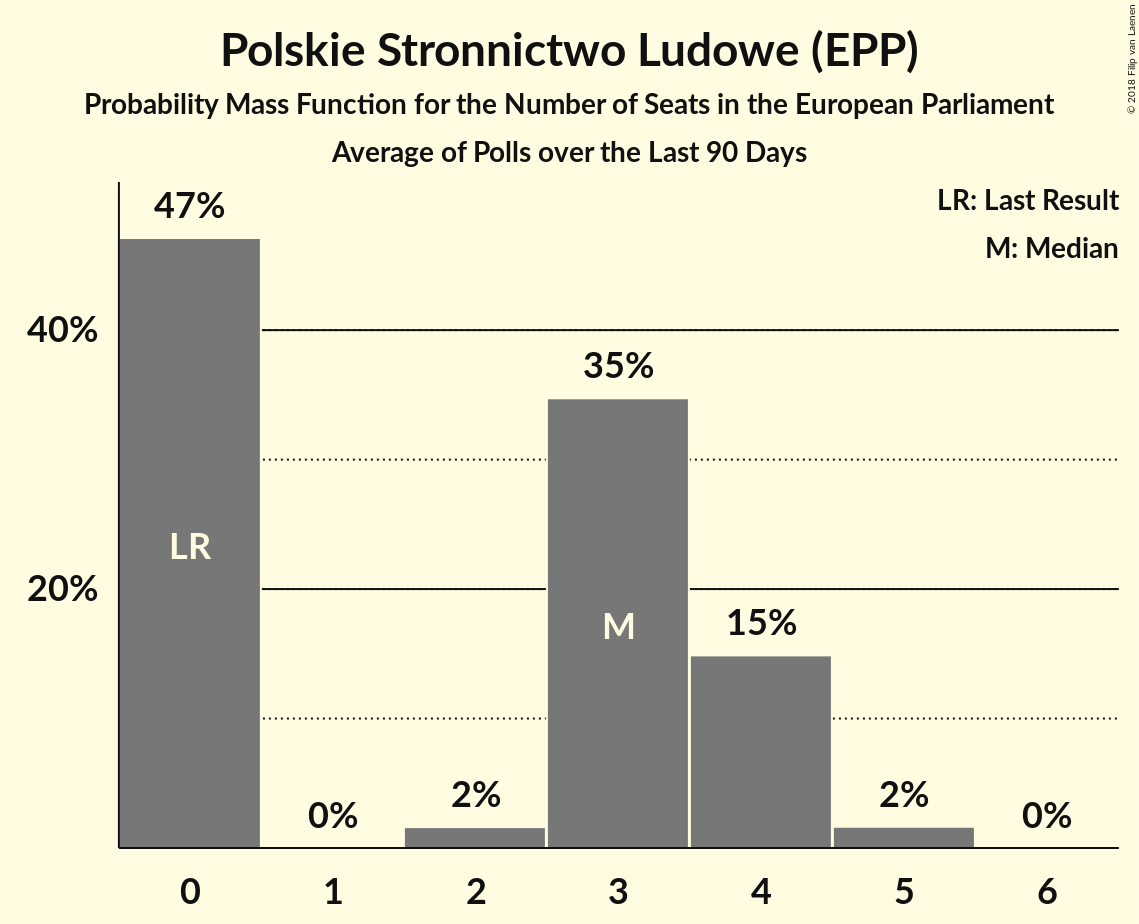 Polskie Stronnictwo Ludowe (EPP)
Probability Mass Function for the Number of Seats in the European Parliament
Average of Polls over the Last 90 Days
© 2018 Filip van Laenen
LR: Last Result
M: Median
47%
40%
35%
LR
20%
M
15%
2%
2%
0%
0%
0 1 2 3 4 5 6